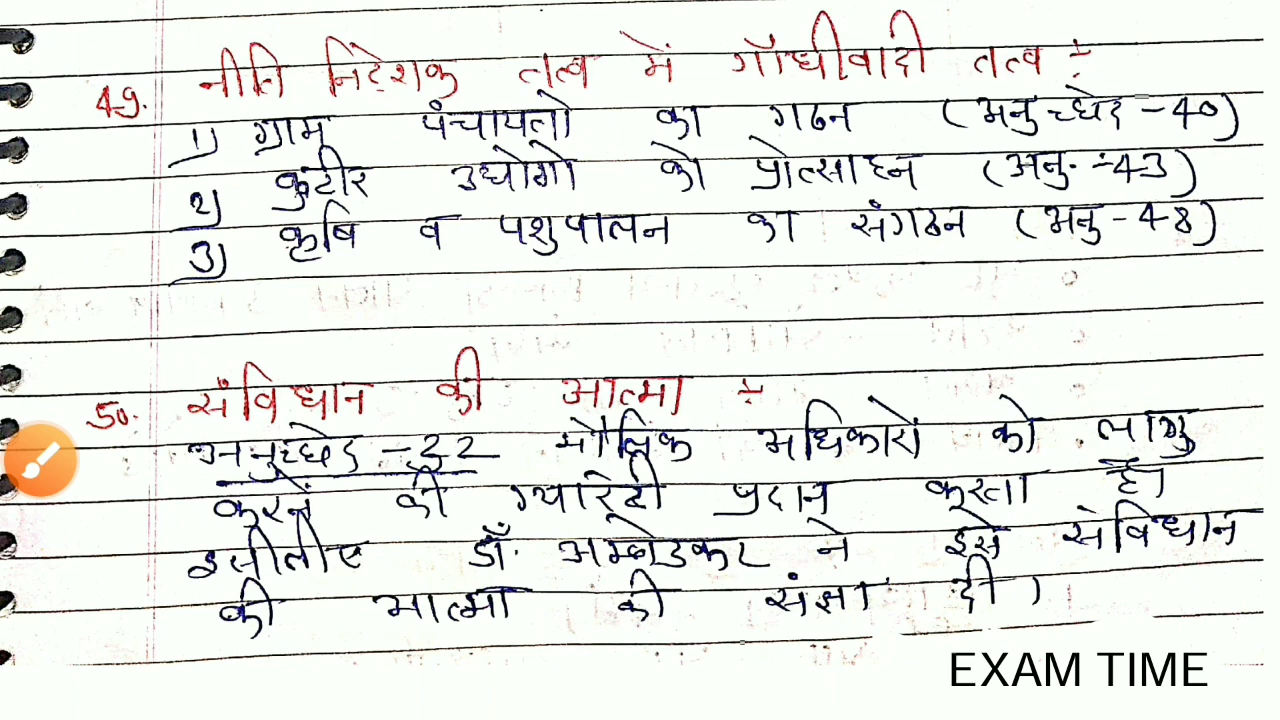 49. नीति निदेशक तत्व में गाँधीवादी तत्व ÷
1) ग्राम पंचायतो का गठन (अनुच्छेद - 40)
2) कुटीर उद्योगो को प्रोत्साहन (अनु. ÷ 43)
3) कृषि व पशुपालन का संगठन (अनु - 48)
50. संविधान की आत्मा ÷
अनुच्छेद - 32 मौलिक अधिकारों को लागु
करने की ग्यारेंटी प्रदान करता है।
इसीलीए डॉ. अम्बेडकर ने इसे संविधान
की आत्मा की संज्ञा दी।
EXAM TIME